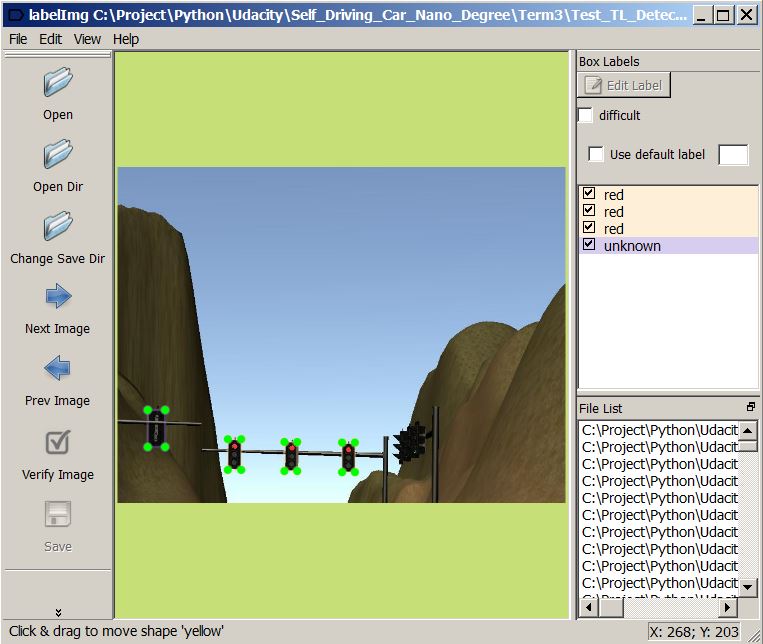 labelImg C:\Project\Python\Udacity\Self_Driving_Car_Nano_Degree\Term3\Test_TL_Detec...
File Edit View Help
Open
Open Dir
Change Save Dir
Next Image
Prev Image
Verify Image
Save
Box Labels
Edit Label
difficult
Use default label
red
red
red
unknown
File List
C:\Project\Python\Udacit
C:\Project\Python\Udacit
C:\Project\Python\Udacit
C:\Project\Python\Udacit
C:\Project\Python\Udacit
C:\Project\Python\Udacit
C:\Project\Python\Udacit
C:\Project\Python\Udacit
C:\Project\Python\Udacit
C:\Project\Python\Udacit
Click & drag to move shape 'yellow'
X: 268; Y: 203